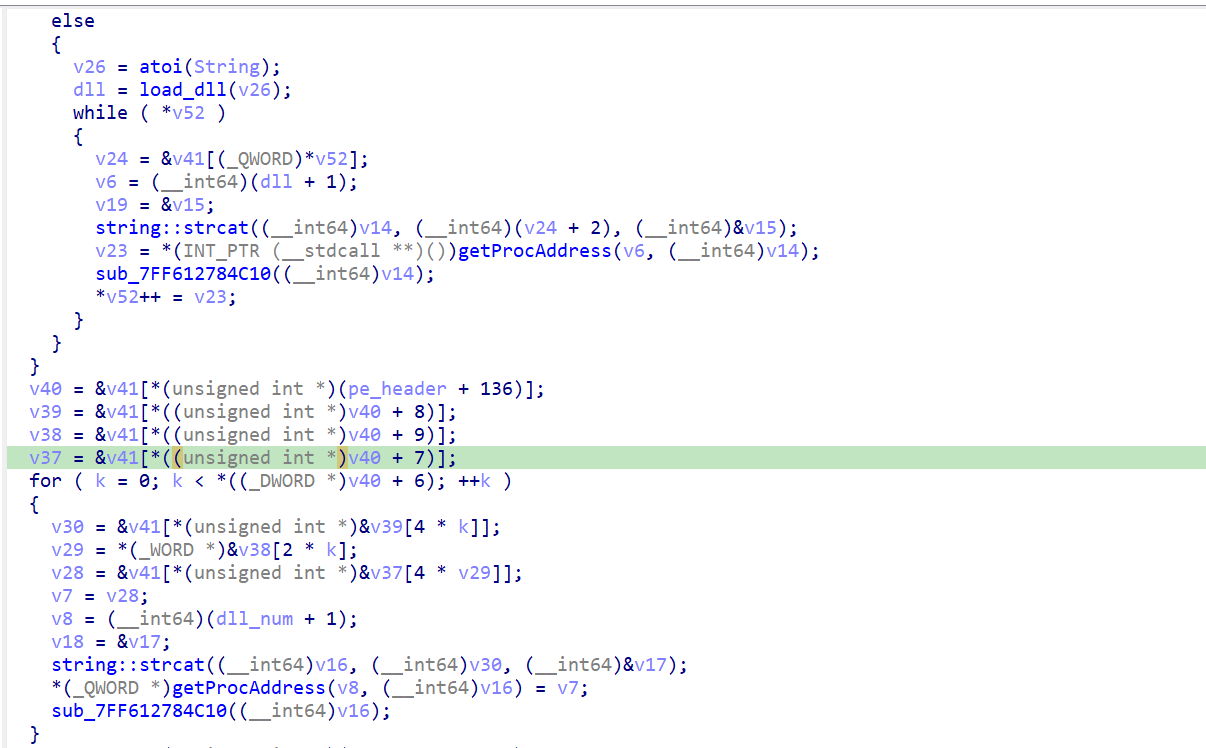 else
{
v26 = atoi(String);
dll = load_dll(v26);
while ( *v52 )
{
v24 = &v41[(_QWORD)*v52];
v6 = (__int64)(dll + 1);
v19 = &v15;
string::strcat((__int64)v14, (__int64)(v24 + 2), (__int64)&v15);
v23 = *(INT_PTR (__stdcall **)())getProcAddress(v6, (__int64)v14);
sub_7FF612784C10((__int64)v14);
*v52++ = v23;
}
}
}
v40 = &v41[*(unsigned int *)(pe_header + 136)];
v39 = &v41[*((unsigned int *)v40 + 8)];
v38 = &v41[*((unsigned int *)v40 + 9)];
v37 = &v41[*((unsigned int *)v40 + 7)];
for ( k = 0; k < *((_DWORD *)v40 + 6); ++k )
{
v30 = &v41[*(unsigned int *)&v39[4 * k]];
v29 = *(_WORD *)&v38[2 * k];
v28 = &v41[*(unsigned int *)&v37[4 * v29]];
v7 = v28;
v8 = (__int64)(dll_num + 1);
v18 = &v17;
string::strcat((__int64)v16, (__int64)v30, (__int64)&v17);
*(_QWORD *)getProcAddress(v8, (__int64)v16) = v7;
sub_7FF612784C10((__int64)v16);
}